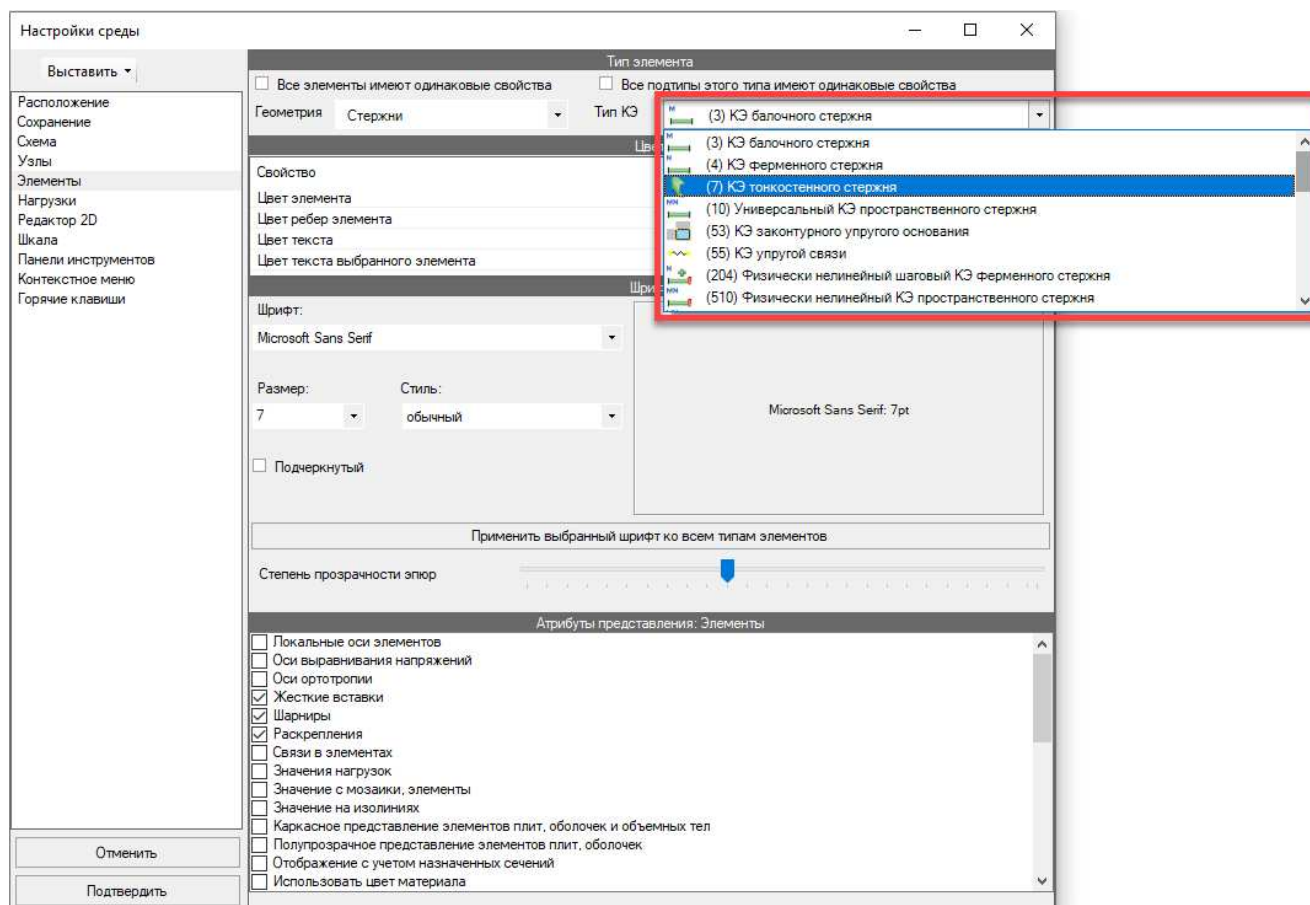 Настройки среды
Выставить
Расположение
Сохранение
Схема
Узлы
Элементы
Нагрузки
Редактор 2D
Шкала
Панели инструментов
Контекстное меню
Горячие клавиши
Отменить
Подтвердить
Тип элемента
Все элементы имеют одинаковые свойства
Все подтипы этого типа имеют одинаковые свойства
Геометрия Стержни Тип КЭ (3) КЭ балочного стержня
(3) КЭ балочного стержня
(4) КЭ ферменного стержня
(7) КЭ тонкостенного стержня
(10) Универсальный КЭ пространственного стержня
(53) КЭ законтурного упругого основания
(55) КЭ упругой связи
(204) Физически нелинейный шаговый КЭ ферменного стержня
(510) Физически нелинейный КЭ пространственного стержня
Свойство
Цвет элемента
Цвет ребер элемента
Цвет текста
Цвет текста выбранного элемента
Шрифт:
Microsoft Sans Serif
Размер: Стиль:
7 обычный
Microsoft Sans Serif: 7pt
Подчеркнутый
Применить выбранный шрифт ко всем типам элементов
Степень прозрачности эпюр
Атрибуты представления: Элементы
Локальные оси элементов
Оси выравнивания напряжений
Оси ортотропии
Жесткие вставки
Шарниры
Раскрепления
Связи в элементах
Значения нагрузок
Значение с мозаики, элементы
Значение на изолиниях
Каркасное представление элементов плит, оболочек и объемных тел
Полупрозрачное представление элементов плит, оболочек
Отображение с учетом назначенных сечений
Использовать цвет материала